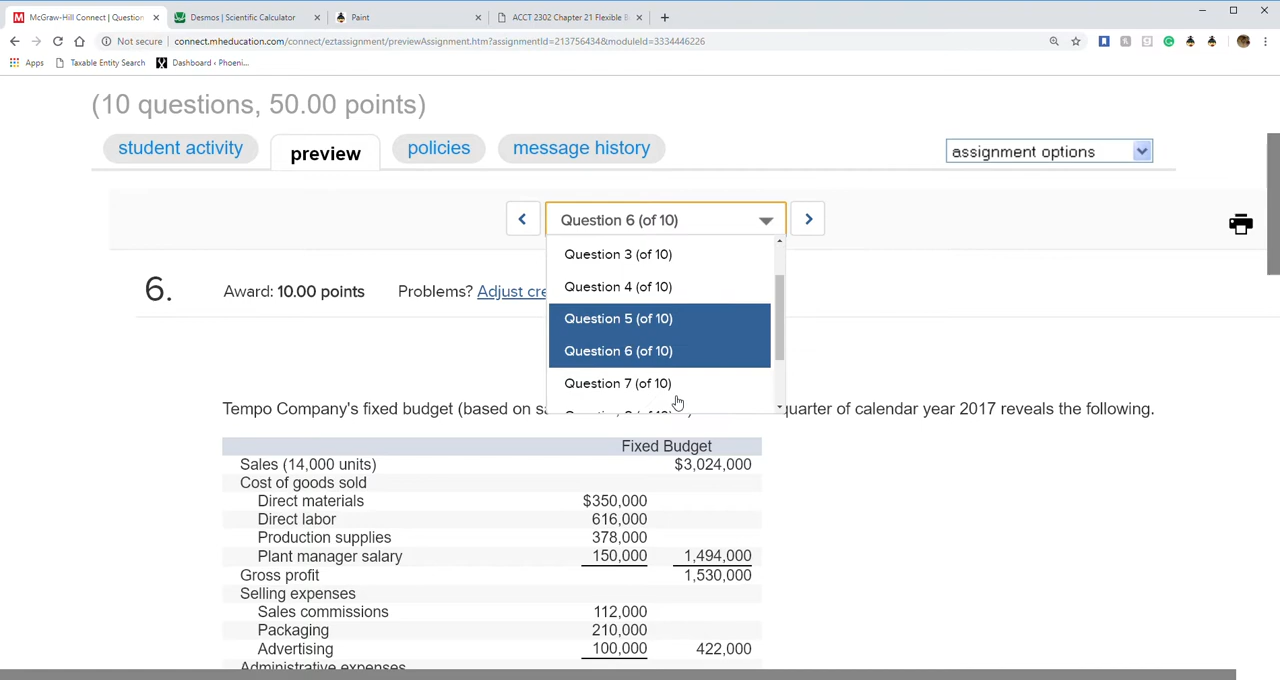 McGraw-Hill Connect | Question
Desmos | Scientific Calculator
Paint
ACCT 2302 Chapter 21 Flexible
Not secure | connect.mheducation.com/connect/eztassignment/previewAssignment.htm?assignmentId=213756434&moduleId=3334446226
Apps
Taxable Entity Search
Dashboard ‹ Phoeni...
(10 questions, 50.00 points)
student activity
preview
policies
message history
assignment options
Question 6 (of 10)
Question 3 (of 10)
Question 4 (of 10)
Question 5 (of 10)
Question 6 (of 10)
Question 7 (of 10)
6.
Award: 10.00 points
Problems? Adjust cre
Tempo Company's fixed budget (based on sa quarter of calendar year 2017 reveals the following.
Fixed Budget
Sales (14,000 units) $3,024,000
Cost of goods sold
Direct materials $350,000
Direct labor 616,000
Production supplies 378,000
Plant manager salary 150,000 1,494,000
Gross profit 1,530,000
Selling expenses
Sales commissions 112,000
Packaging 210,000
Advertising 100,000 422,000
Administrative expenses